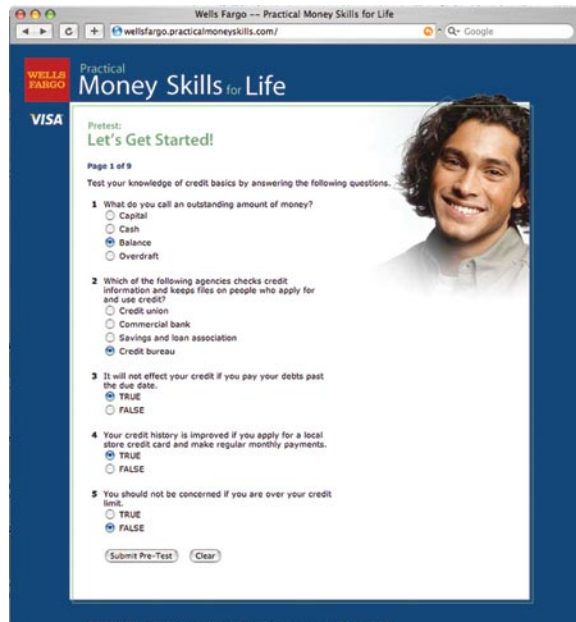 Wells Fargo -- Practical Money Skills for Life
wellsfargo.practicalmoneyskills.com/
Google
WELLS
FARGO
Practical
Money Skills for Life
VISA
Pretest:
Let's Get Started!
Page 1 of 9
Test your knowledge of credit basics by answering the following questions.
1 What do you call an outstanding amount of money?
Capital
Cash
Balance
Overdraft
2 Which of the following agencies checks credit
information and keeps files on people who apply for
and use credit?
Credit union
Commercial bank
Savings and loan association
Credit bureau
3 It will not effect your credit if you pay your debts past
the due date.
TRUE
FALSE
4 Your credit history is improved if you apply for a local
store credit card and make regular monthly payments.
TRUE
FALSE
5 You should not be concerned if you are over your credit
limit.
TRUE
FALSE
Submit Pre-Test Clear